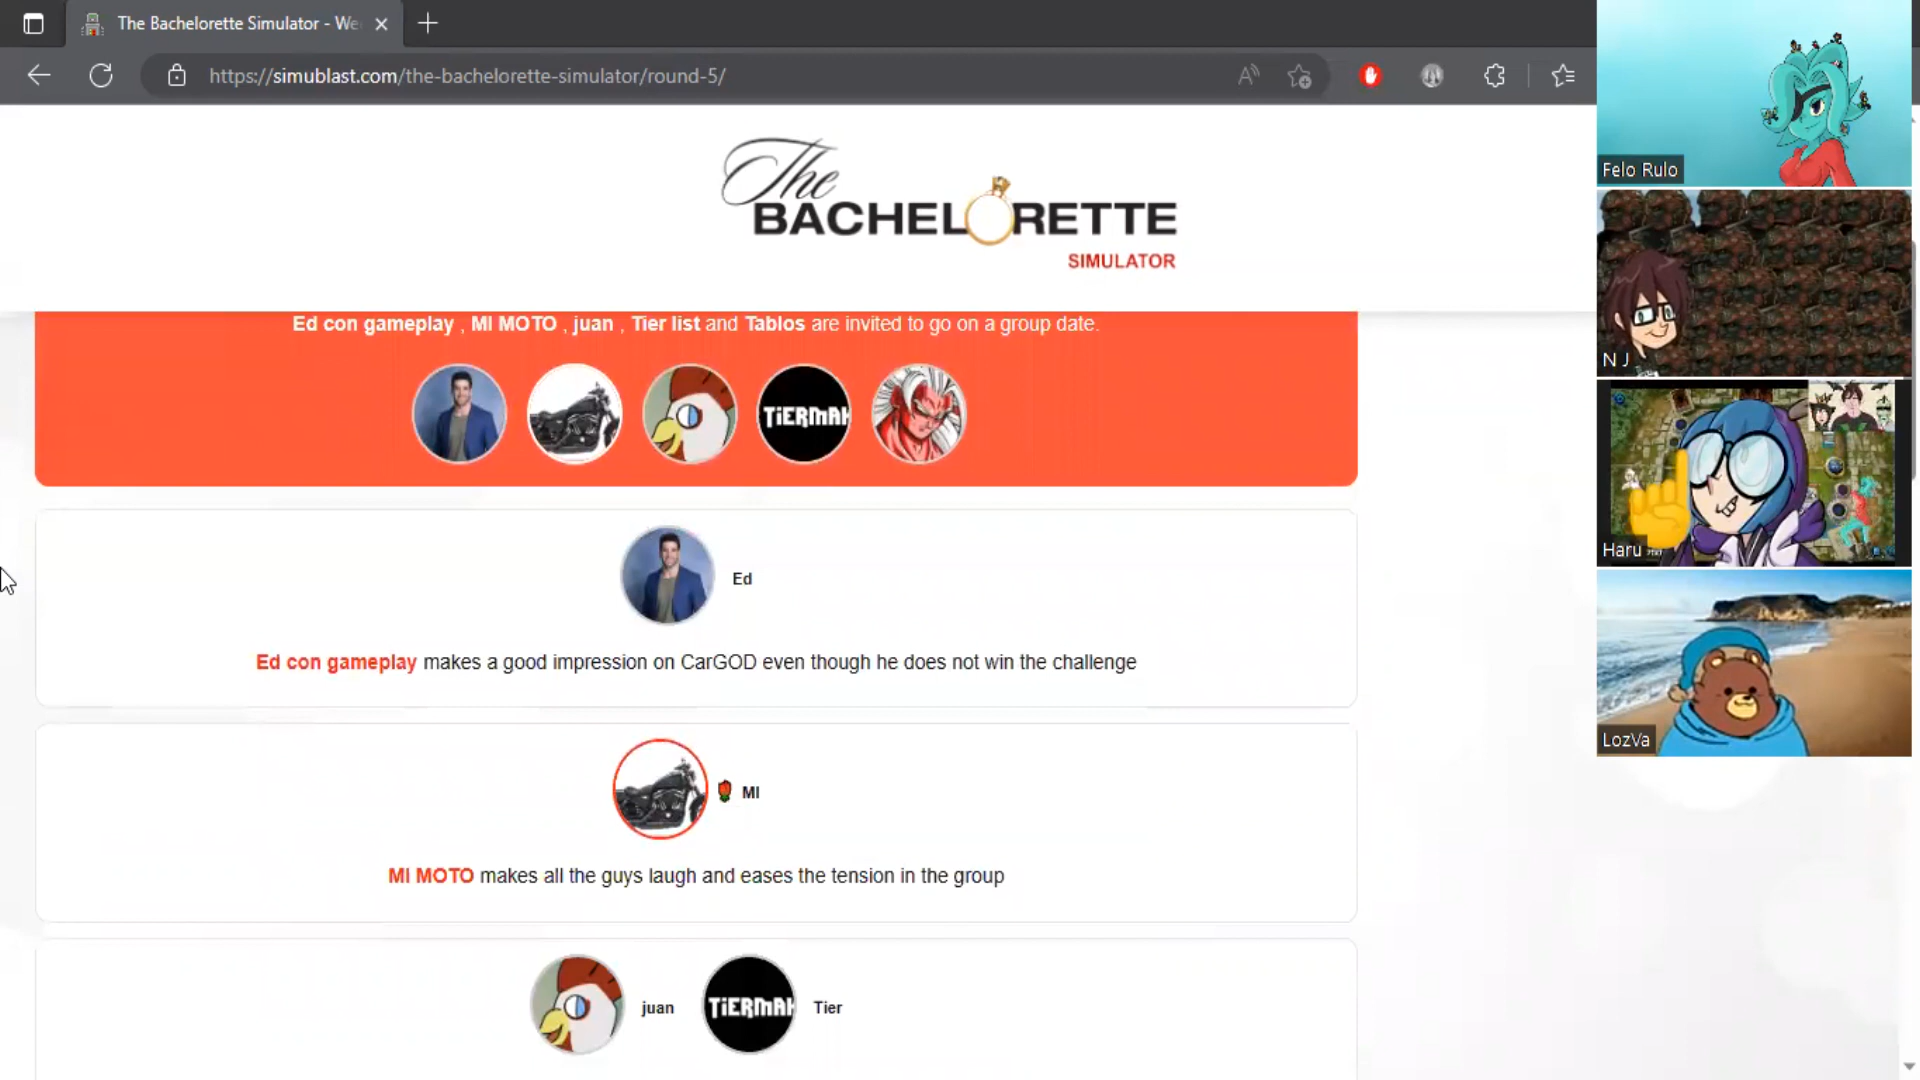 The Bachelorette Simulator - We
https://simublast.com/the-bachelorette-simulator/round-5/
The
BACHELORETTE
SIMULATOR
Ed con gameplay , MI MOTO , juan , Tier list and Tablos are invited to go on a group date.
TiERMAK
Ed
Ed con gameplay makes a good impression on CarGOD even though he does not win the challenge
MI
MI MOTO makes all the guys laugh and eases the tension in the group
juan
TiERMAK
Tier
Felo Rulo
N J
Haru
LozVa